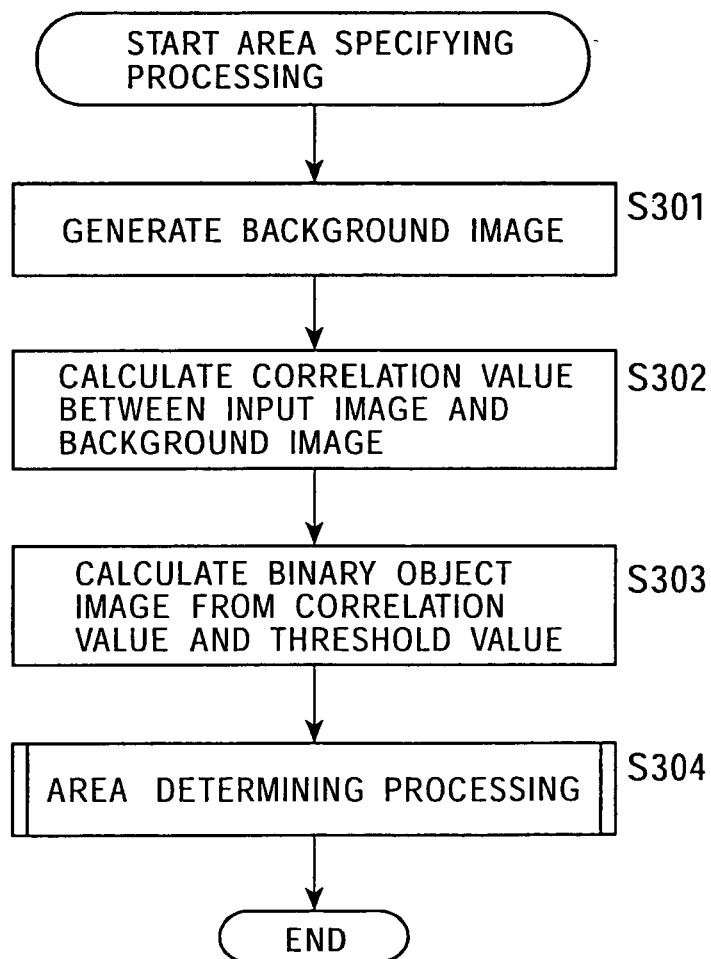 START AREA SPECIFYING
PROCESSING
S301
GENERATE BACKGROUND IMAGE
S302
CALCULATE CORRELATION VALUE
BETWEEN INPUT IMAGE AND
BACKGROUND IMAGE
S303
CALCULATE BINARY OBJECT
IMAGE FROM CORRELATION
VALUE AND THRESHOLD VALUE
S304
AREA DETERMINING PROCESSING
END